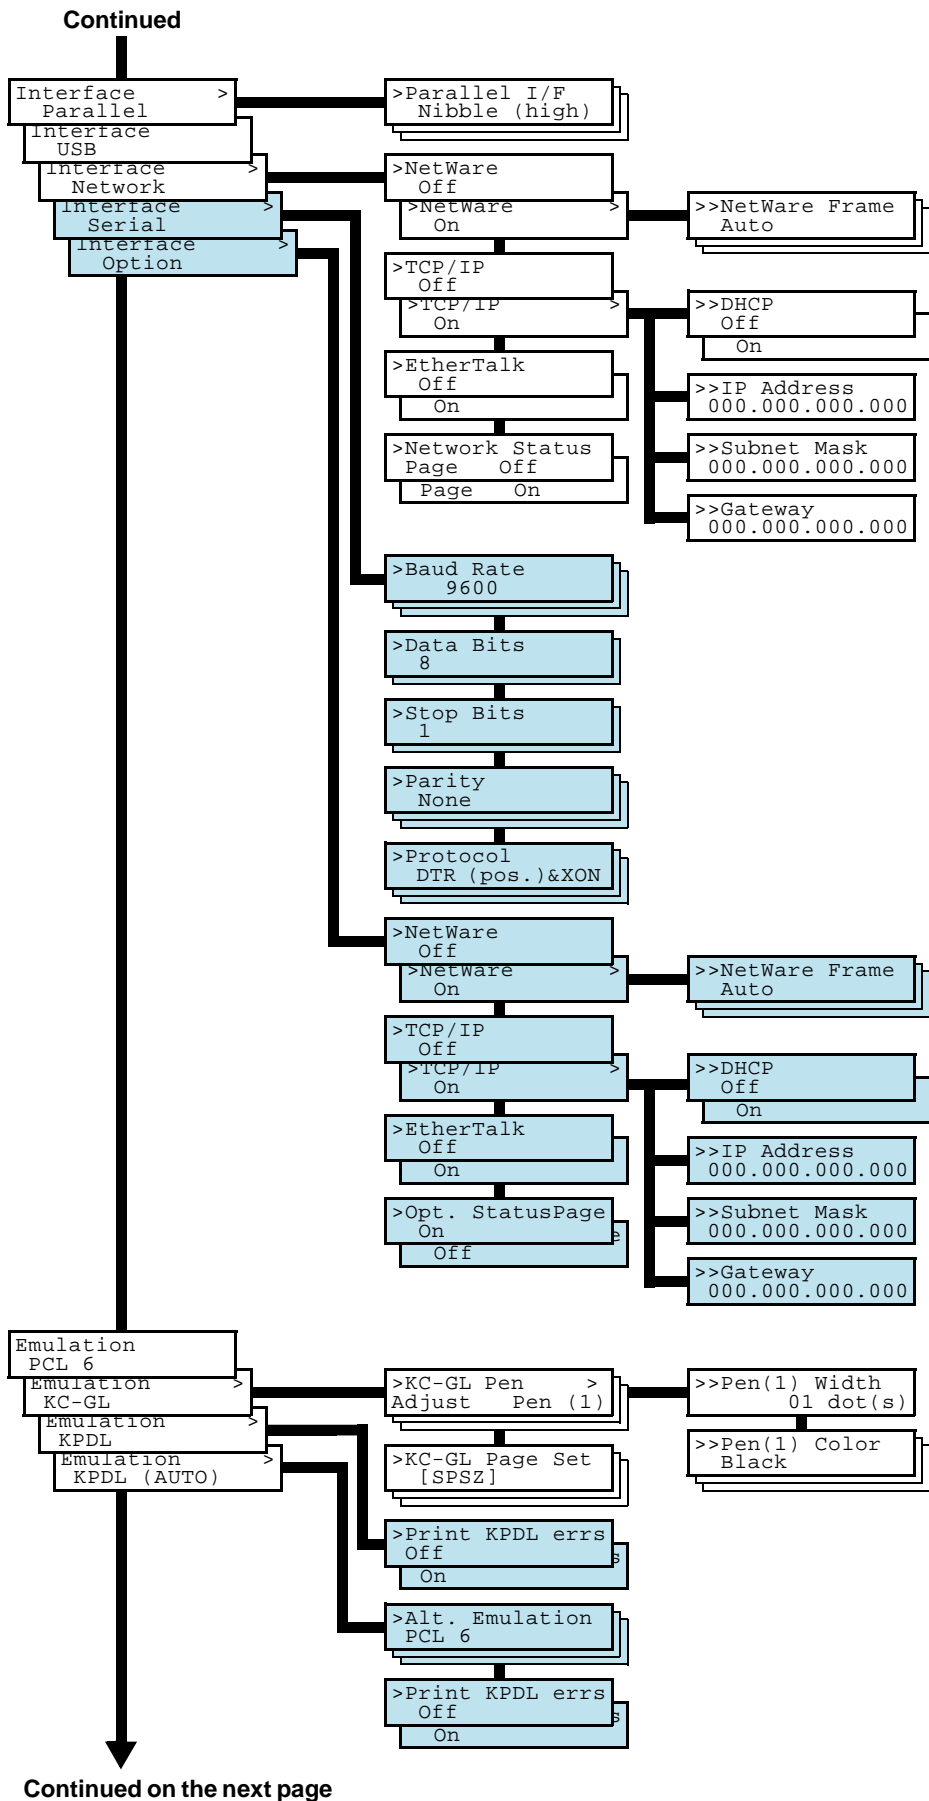 Continued
Interface >
Parallel
Interface
USB
Interface >
Network
Interface >
Serial
Interface >
Option
>Parallel I/F
Nibble (high)
>NetWare
Off
>NetWare >
On
>>NetWare Frame
Auto
>TCP/IP
Off
>TCP/IP >
On
>>DHCP
Off
On
>>IP Address
000.000.000.000
>>Subnet Mask
000.000.000.000
>>Gateway
000.000.000.000
>EtherTalk
Off
On
>Network Status
Page Off
Page On
>Baud Rate
9600
>Data Bits
8
>Stop Bits
1
>Parity
None
>Protocol
DTR (pos.)&XON
>NetWare
Off
>NetWare >
On
>>NetWare Frame
Auto
>TCP/IP
Off
>TCP/IP >
On
>>DHCP
Off
On
>>IP Address
000.000.000.000
>>Subnet Mask
000.000.000.000
>>Gateway
000.000.000.000
>EtherTalk
Off
On
>Opt. StatusPage
On
e
Off
Emulation
PCL 6
Emulation >
KC-GL
Emulation >
KPDL
Emulation >
KPDL (AUTO)
>KC-GL Pen >
Adjust Pen (1)
>>Pen(1) Width
01 dot(s)
>>Pen(1) Color
Black
>KC-GL Page Set
[SPSZ]
>Print KPDL errs
Off
s
On
>Alt. Emulation
PCL 6
>Print KPDL errs
Off
s
On
Continued on the next page